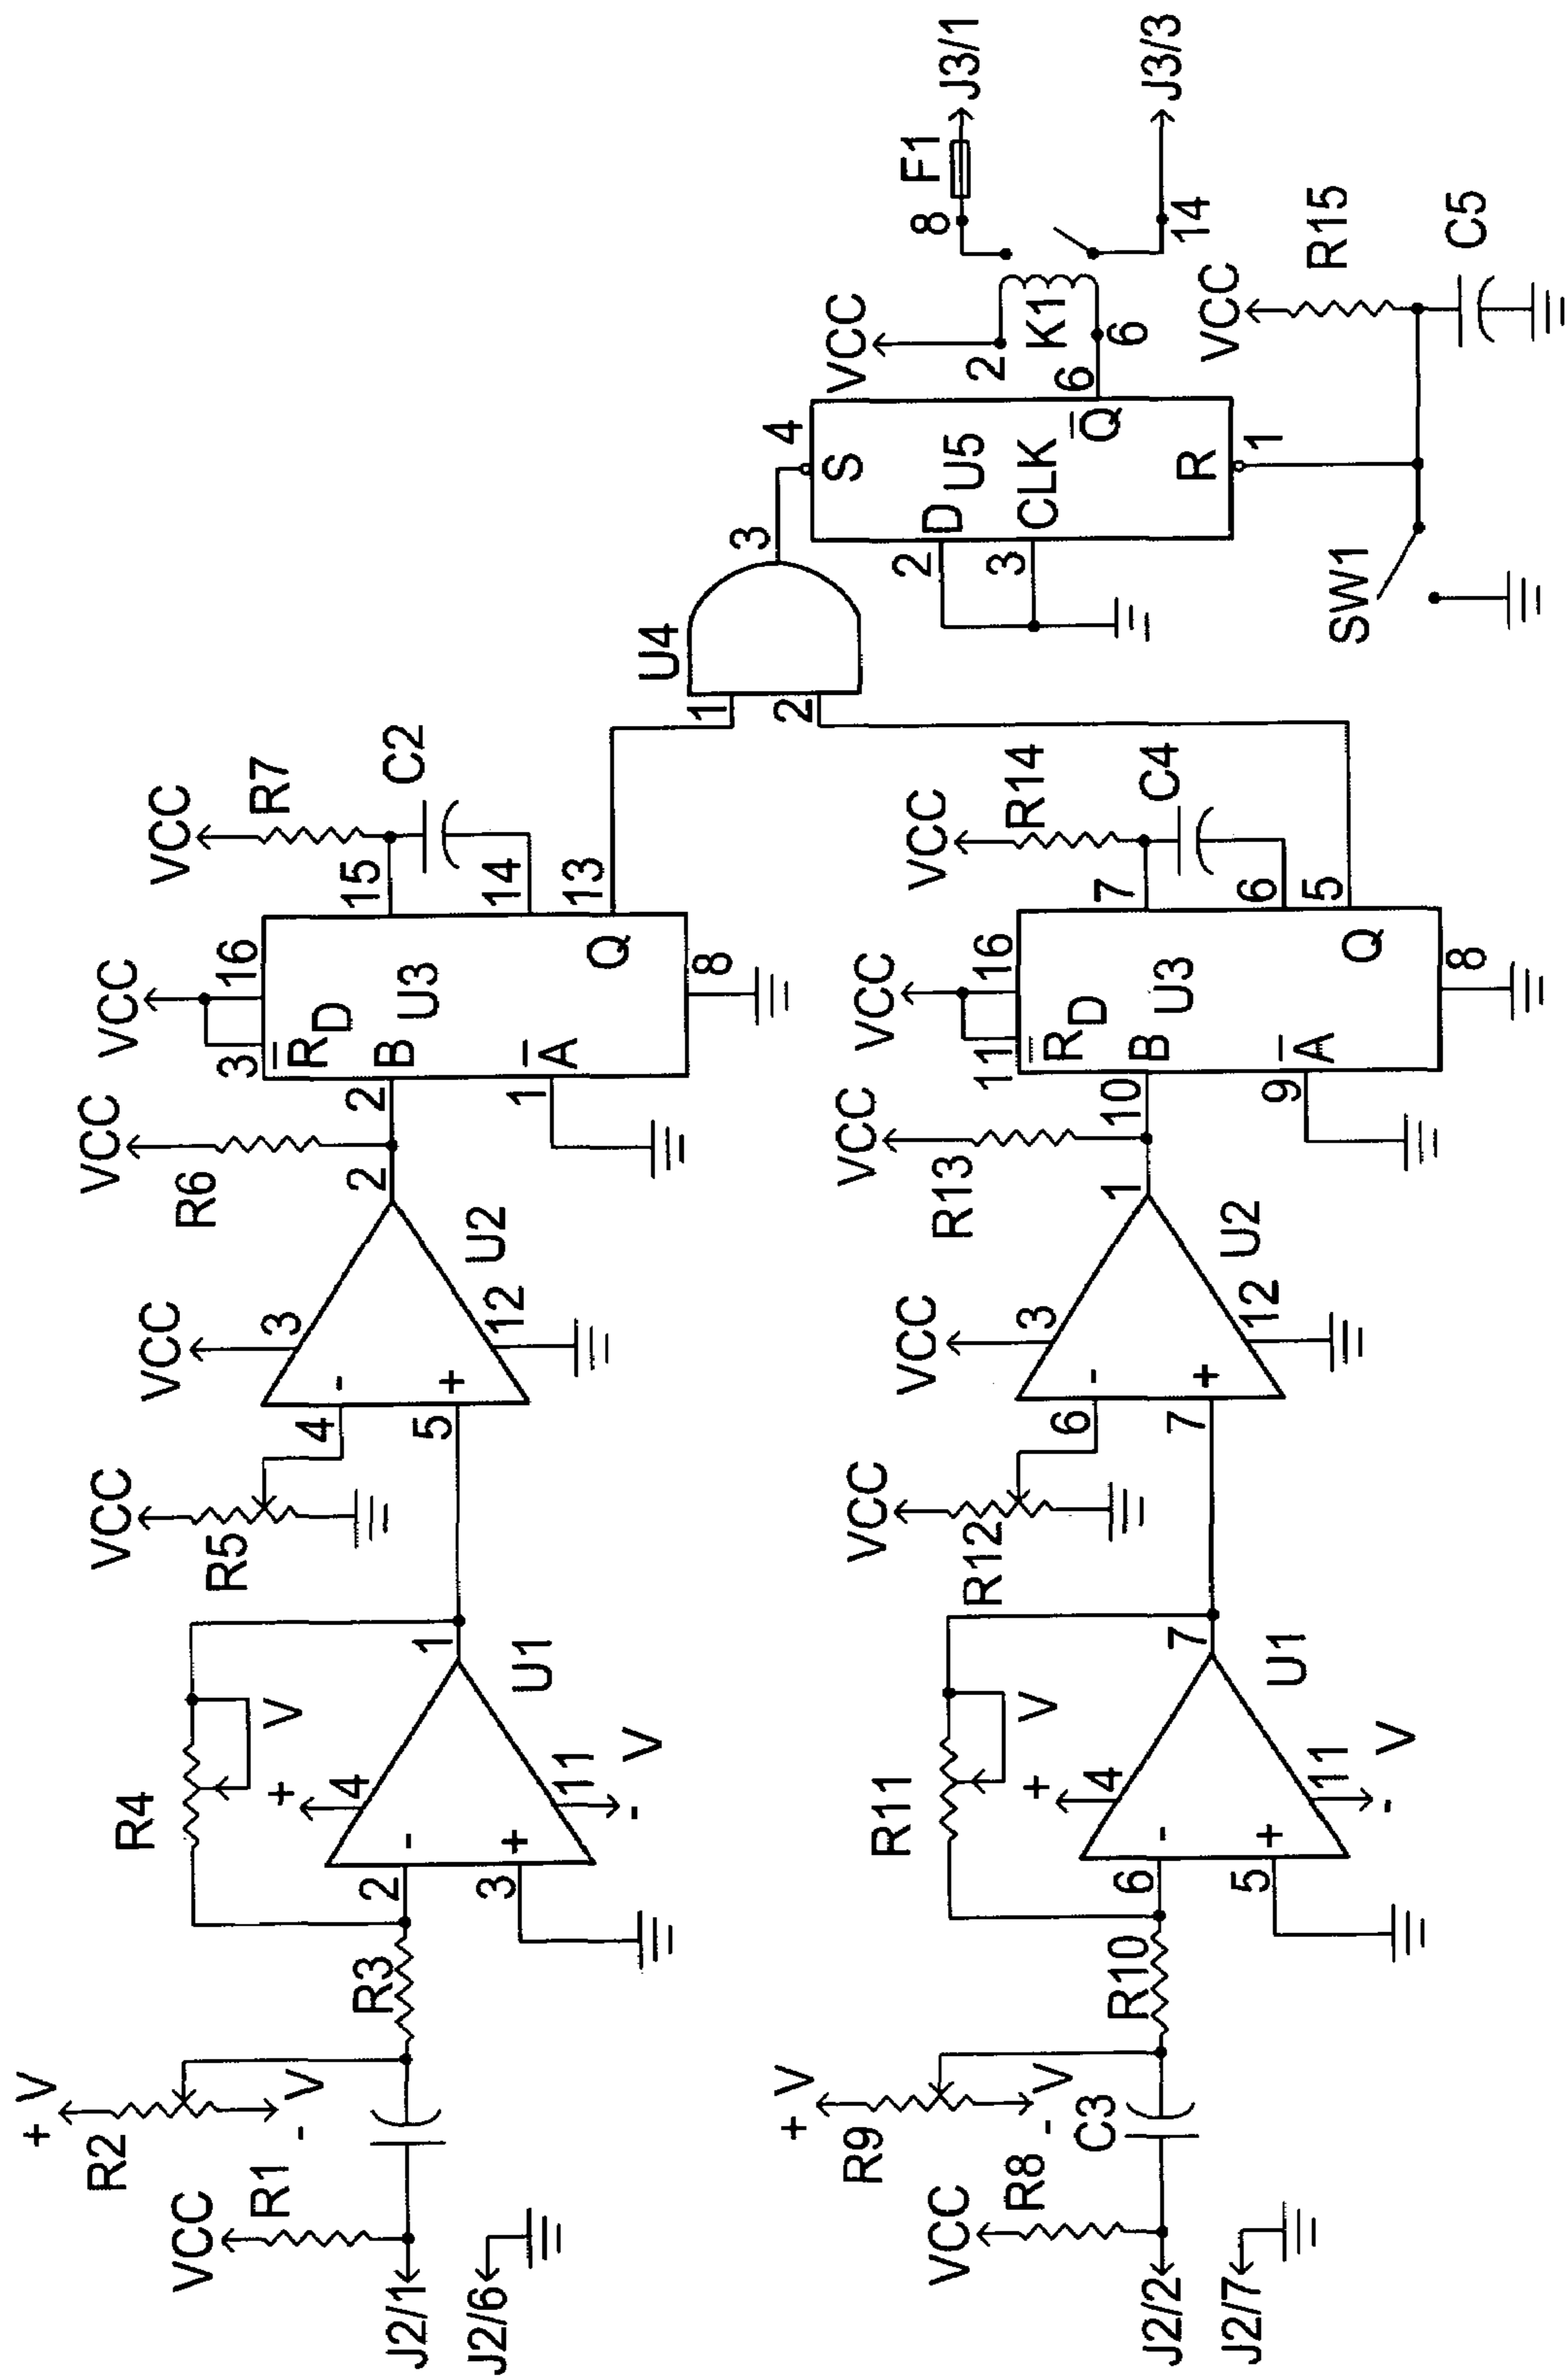 J2/1
J2/6
VCC
R1
+ V
R2
- V
R3
R4
2
3
-
+
+ V
4
11
- V
U1
1
VCC
R5
4
5
-
+
VCC
3
12
U2
2
VCC
R6
2
1
VCC
3
16
R̅D
B
A̅
U3
Q
8
15
14
13
VCC
R7
C2
J2/2
J2/7
VCC
R8
+ V
R9
- V
C3
R10
R11
6
5
-
+
+ V
4
11
- V
U1
7
VCC
R12
6
7
-
+
VCC
3
12
U2
1
VCC
R13
10
9
VCC
11
16
R̅D
B
A̅
U3
Q
8
7
6
5
VCC
R14
C4
U4
1
2
3
4
S
D
U5
CLK
Q̅
R
2
3
6
1
VCC
2
K1
6
8
F1
J3/1
14
J3/3
VCC
R15
C5
SW1